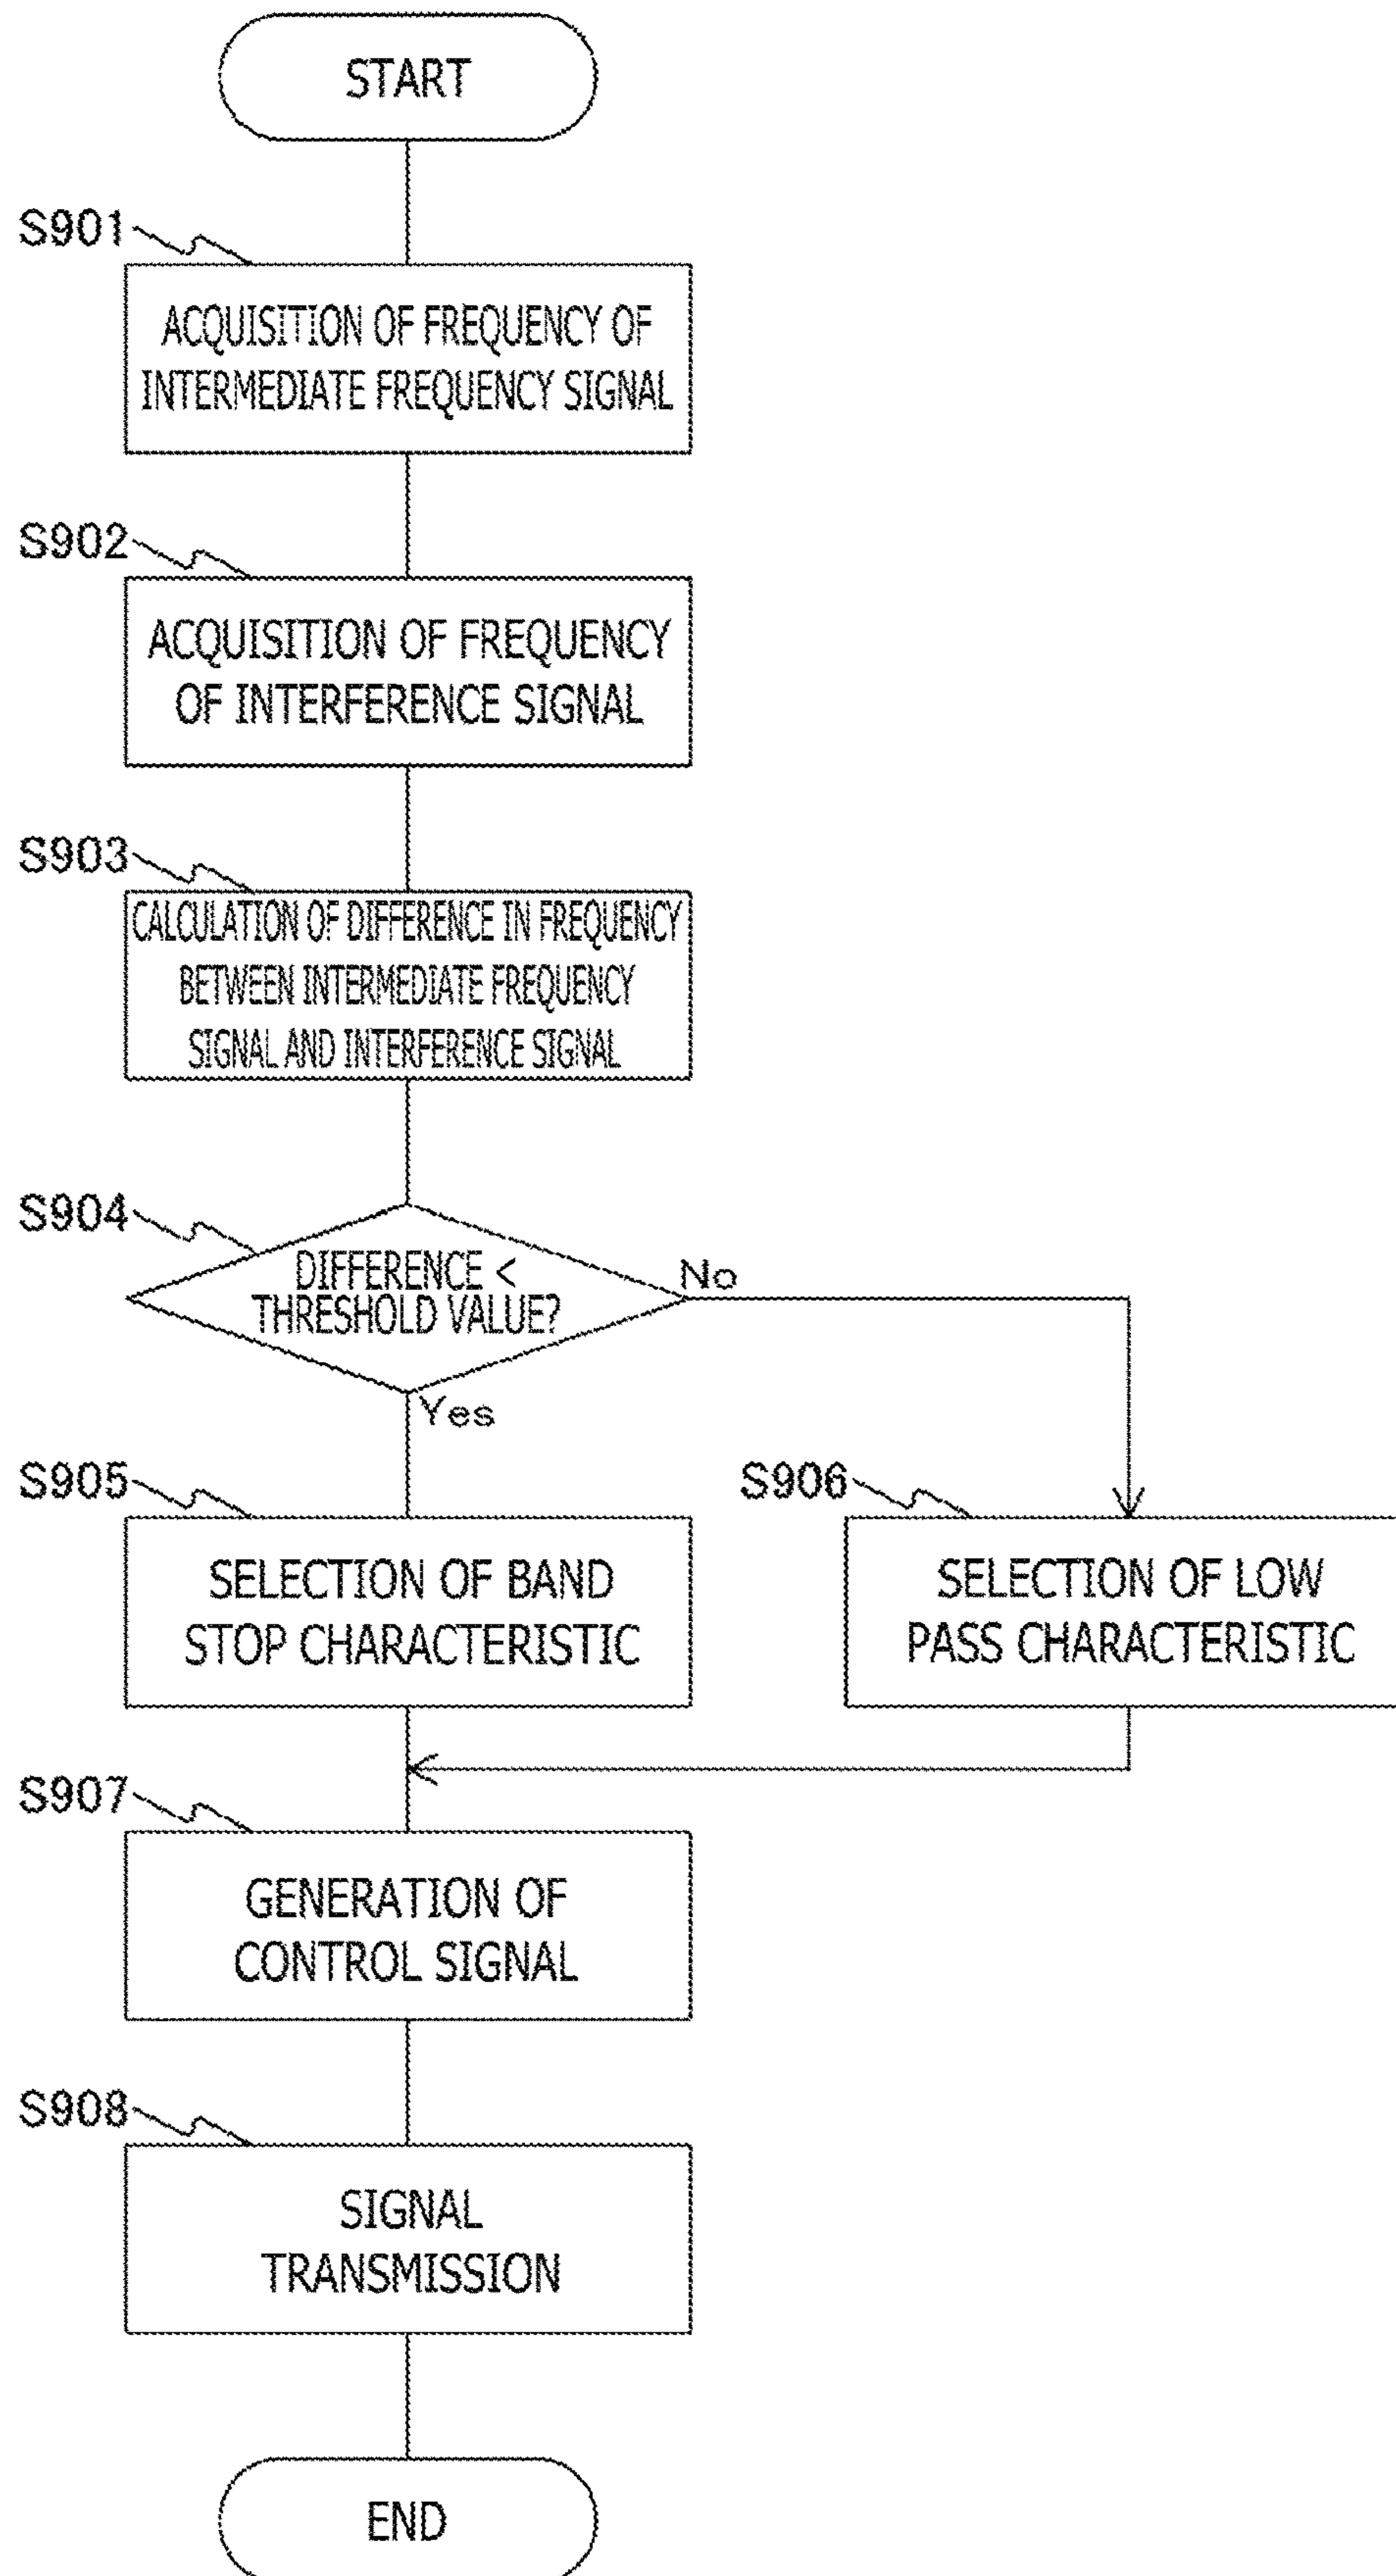 START
S901
ACQUISITION OF FREQUENCY OF
INTERMEDIATE FREQUENCY SIGNAL
S902
ACQUISITION OF FREQUENCY
OF INTERFERENCE SIGNAL
S903
CALCULATION OF DIFFERENCE IN FREQUENCY
BETWEEN INTERMEDIATE FREQUENCY
SIGNAL AND INTERFERENCE SIGNAL
S904
DIFFERENCE <
THRESHOLD VALUE?
No
Yes
S905
SELECTION OF BAND
STOP CHARACTERISTIC
S906
SELECTION OF LOW
PASS CHARACTERISTIC
S907
GENERATION OF
CONTROL SIGNAL
S908
SIGNAL
TRANSMISSION
END